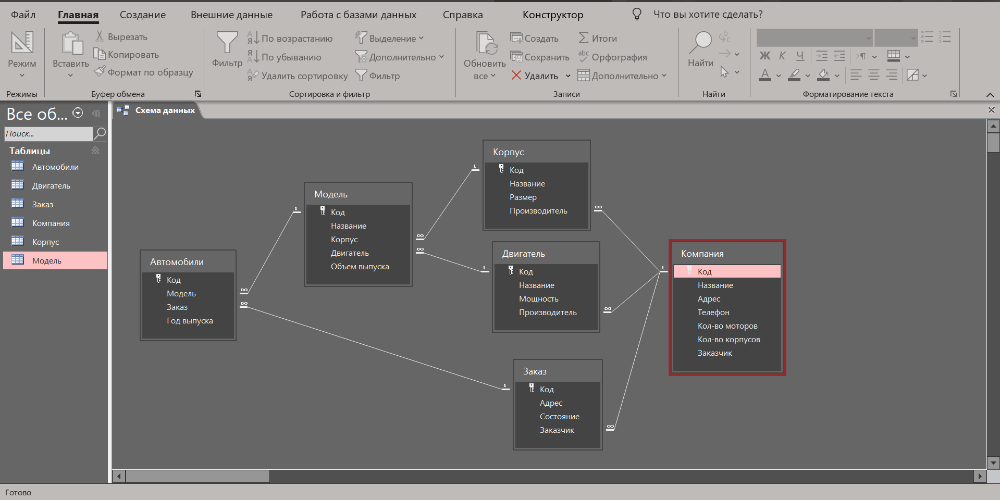 Файл Главная Создание Внешние данные Работа с базами данных Справка Конструктор Что вы хотите сделать?
Режим
Режимы
Вставить
Вырезать
Копировать
Формат по образцу
Буфер обмена
Фильтр
По возрастанию
По убыванию
Удалить сортировку
Выделение
Дополнительно
Фильтр
Сортировка и фильтр
Обновить
все
Создать
Сохранить
Удалить
Итоги
Орфография
Дополнительно
Записи
Найти
Найти
Ж К Ч
А
Форматирование текста
Все об...
Поиск...
Таблицы
Автомобили
Двигатель
Заказ
Компания
Корпус
Модель
Схема данных
Автомобили
Код
Модель
Заказ
Год выпуска
Модель
Код
Название
Корпус
Двигатель
Объем выпуска
Корпус
Код
Название
Размер
Производитель
Двигатель
Код
Название
Мощность
Производитель
Заказ
Код
Адрес
Состояние
Заказчик
Компания
Код
Название
Адрес
Телефон
Кол-во моторов
Кол-во корпусов
Заказчик
Готово